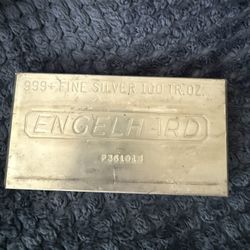 999+ FINE SILVER 100 TR. OZ.
ENGELHARD
P361014